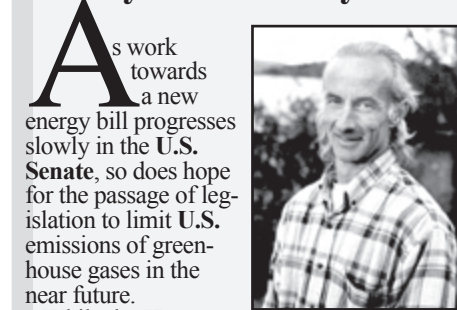 As work
towards
a new
energy bill progresses
slowly in the U.S.
Senate, so does hope
for the passage of leg-
islation to limit U.S.
emissions of green-
house gases in the
near future.